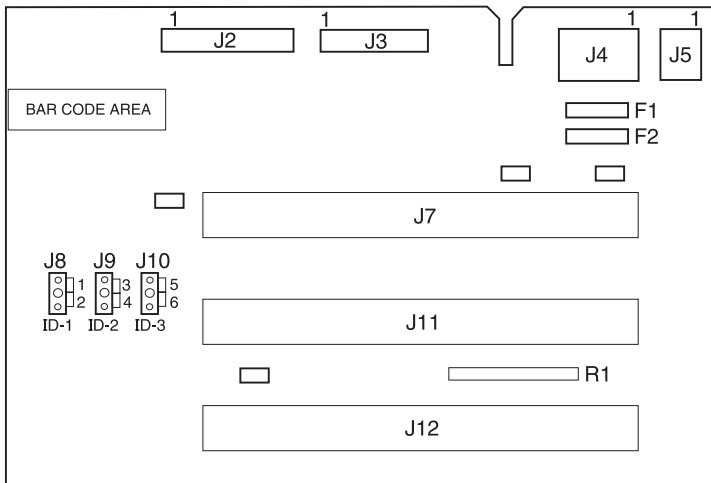 1 1 1 1
J2 J3 J4 J5
BAR CODE AREA
F1
F2
J7
J8 J9 J10
1 3 5
2 4 6
ID-1 ID-2 ID-3
J11
R1
J12